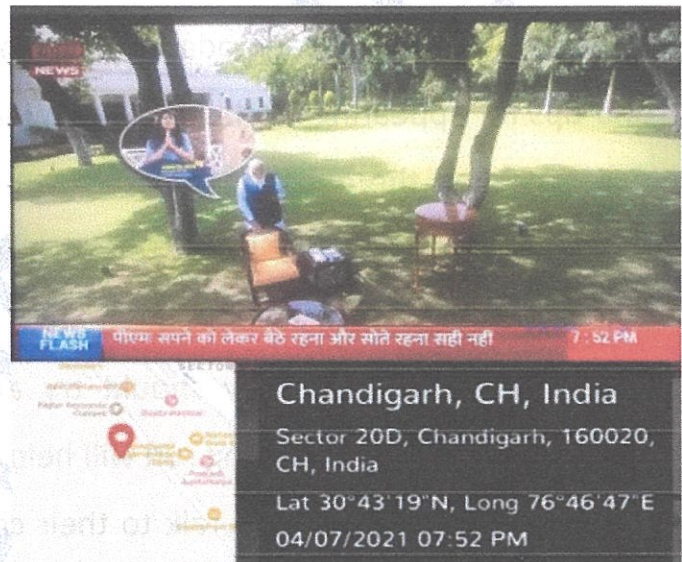 NEWS
NEWS
FLASH
पीएमः सपने को लेकर बैठे रहना और सोते रहना सही नहीं
7:52 PM
SECTOR
Chandigarh, CH, India
Sector 20D, Chandigarh, 160020,
CH, India
Lat 30°43'19"N, Long 76°46'47"E
04/07/2021 07:52 PM